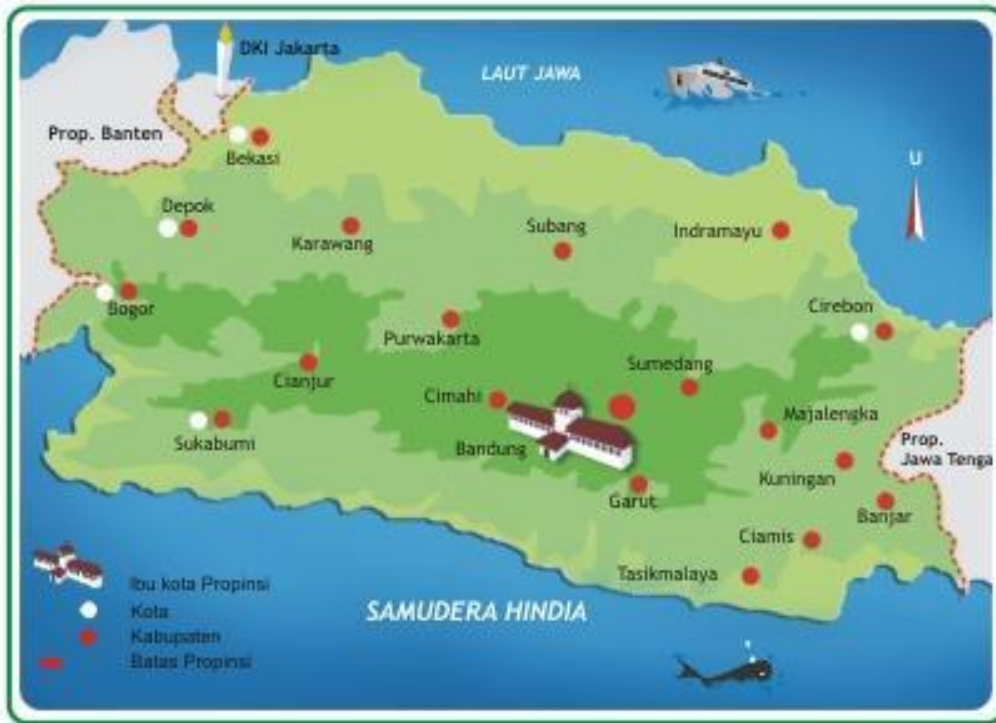 DKI Jakarta
LAUT JAWA
Prop. Banten
U
Bekasi
Depok
Karawang
Subang
Indramayu
Bogor
Cirebon
Purwakarta
Cianjur
Sumedang
Cimahi
Majalengka
Sukabumi
Bandung
Prop.
Jawa Tenga
Kuningan
Garut
Banjar
Ciamis
Tasikmalaya
Ibu kota Propinsi
Kota
Kabupaten
Batas Propinsi
SAMUDERA HINDIA